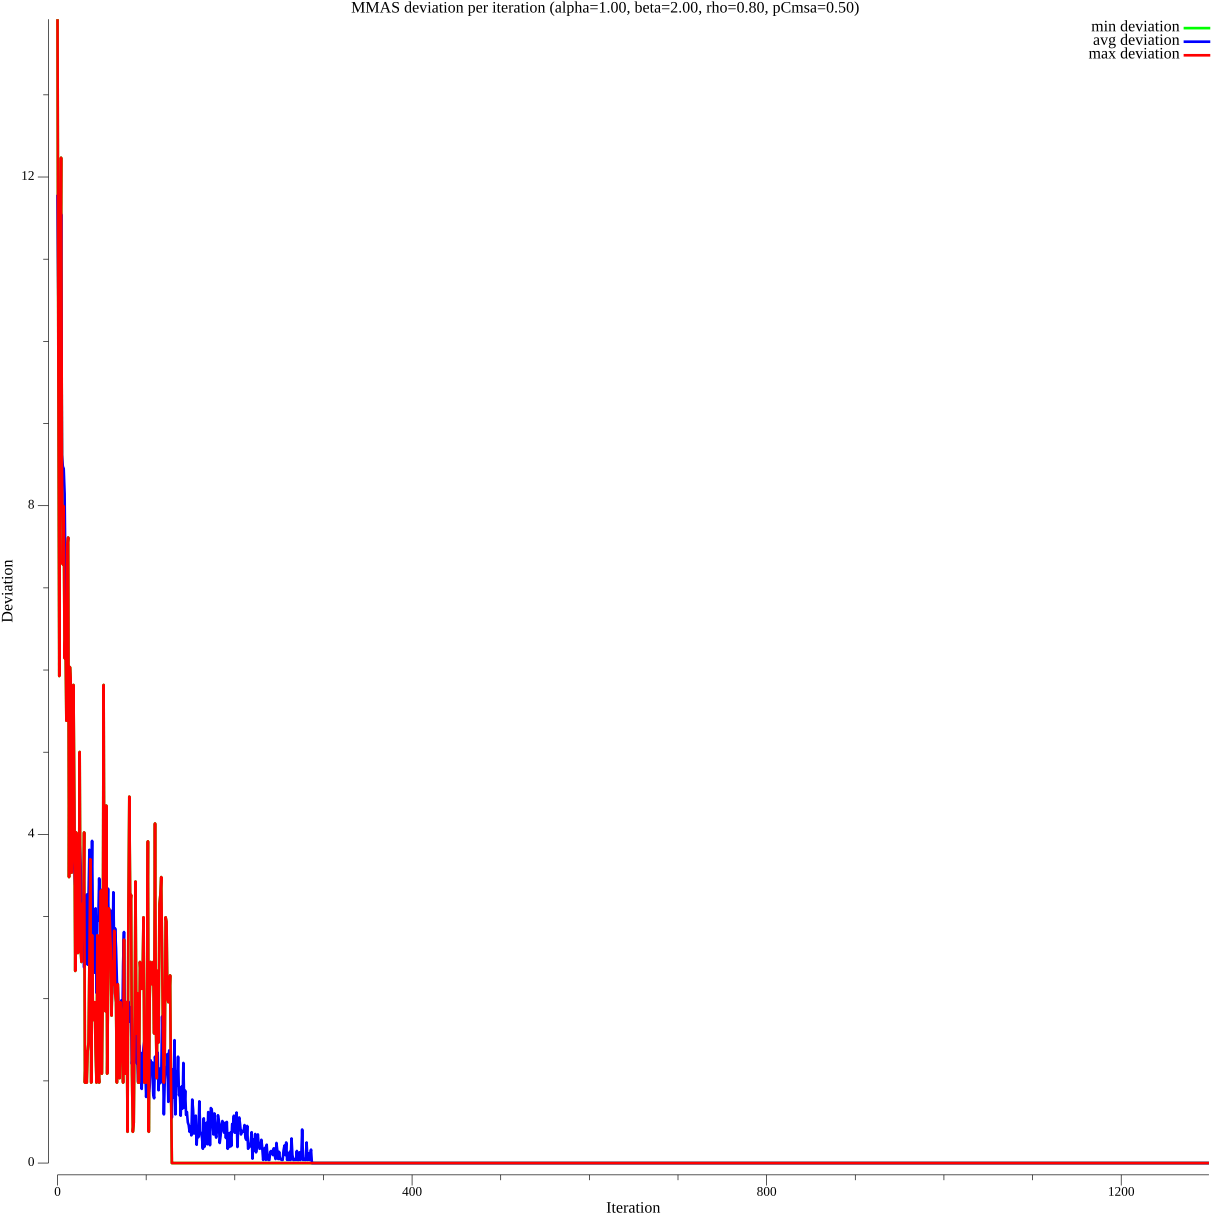 MMAS deviation per iteration (alpha=1.00, beta=2.00, rho=0.80, pCmsa=0.50)
min deviation
avg deviation
max deviation
12
8
4
0
Deviation
0 400 800 1200
Iteration